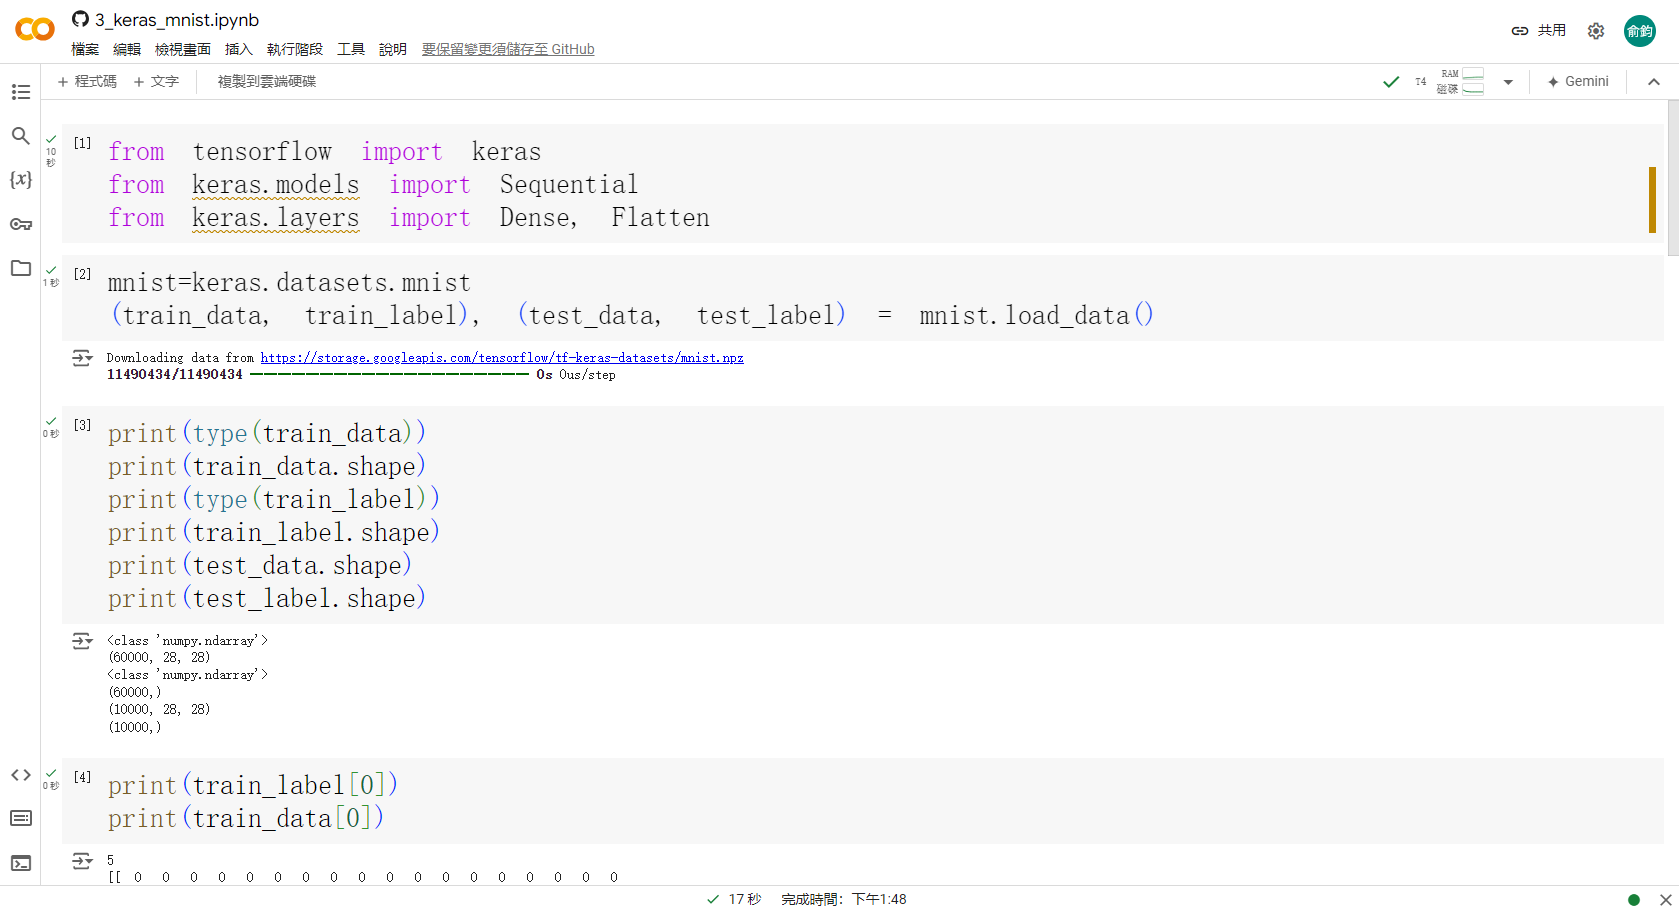 3_keras_mnist.ipynb
檔案 編輯 檢視畫面 插入 執行階段 工具 說明 要保留變更須儲存至 GitHub
共用
俞鈞
+ 程式碼 + 文字 複製到雲端硬碟
T4 RAM
磁碟
Gemini
[1]
10
秒
from tensorflow import keras
from keras.models import Sequential
from keras.layers import Dense, Flatten
[2]
1 秒
mnist=keras.datasets.mnist
(train_data, train_label), (test_data, test_label) = mnist.load_data()
Downloading data from https://storage.googleapis.com/tensorflow/tf-keras-datasets/mnist.npz
11490434/11490434 ━━━━━━━━━━━━━━━━━━━━ 0s 0us/step
[3]
0 秒
print(type(train_data))
print(train_data.shape)
print(type(train_label))
print(train_label.shape)
print(test_data.shape)
print(test_label.shape)
<class 'numpy.ndarray'>
(60000, 28, 28)
<class 'numpy.ndarray'>
(60000,)
(10000, 28, 28)
(10000,)
[4]
0 秒
print(train_label[0])
print(train_data[0])
5
[[ 0 0 0 0 0 0 0 0 0 0 0 0 0 0 0 0 0 0
17 秒 完成時間：下午1:48